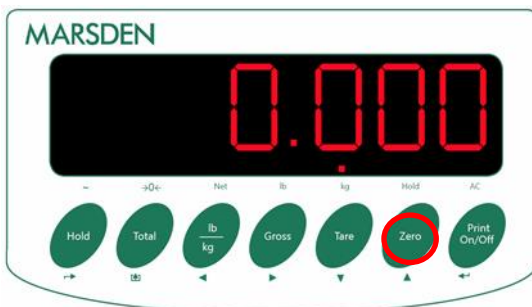 MARSDEN
0.000
~ →0← Net lb kg Hold AC
Hold Total lb/kg Gross Tare Zero Print On/Off